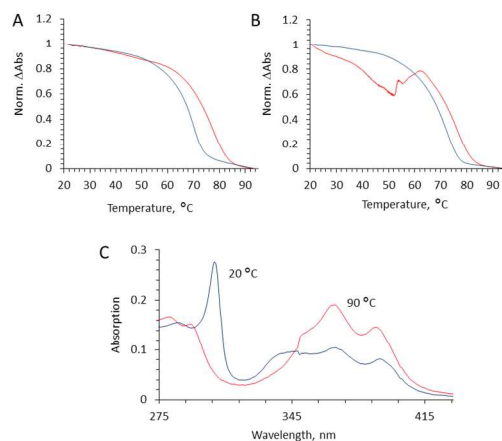 A
B
Norm. ΔAbs
1.2
1
0.8
0.6
0.4
0.2
0
20 30 40 50 60 70 80 90
Temperature, °C
Norm. ΔAbs
1.2
1
0.8
0.6
0.4
0.2
0
20 30 40 50 60 70 80 90
Temperature, °C
C
Absorption
0.3
0.2
0.1
0
20 °C
90 °C
275 345 415
Wavelength, nm